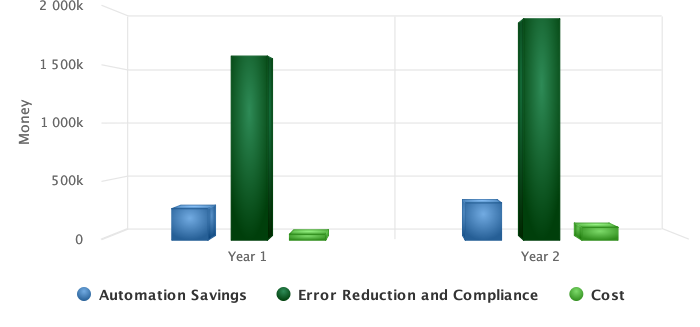 Money
2 000k
1 500k
1 000k
500k
0
Year 1
Year 2
Automation Savings
Error Reduction and Compliance
Cost